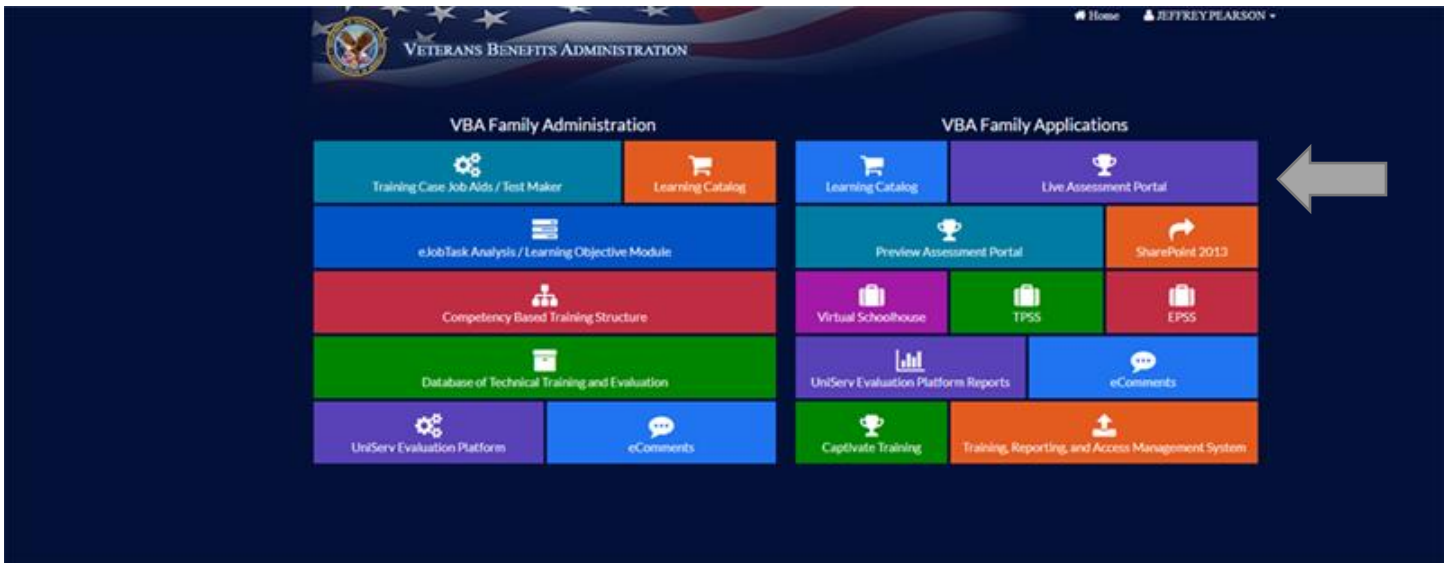 Home JEFFREY.PEARSON
VETERANS BENEFITS ADMINISTRATION
VBA Family Administration
Training Case Job Aids / Test Maker
Learning Catalog
eJobTask Analysis / Learning Objective Module
Competency Based Training Structure
Database of Technical Training and Evaluation
UniServ Evaluation Platform
eComments
VBA Family Applications
Learning Catalog
Live Assessment Portal
Preview Assessment Portal
SharePoint 2013
Virtual Schoolhouse
TPSS
EPSS
UniServ Evaluation Platform Reports
eComments
Captivate Training
Training, Reporting, and Access Management System